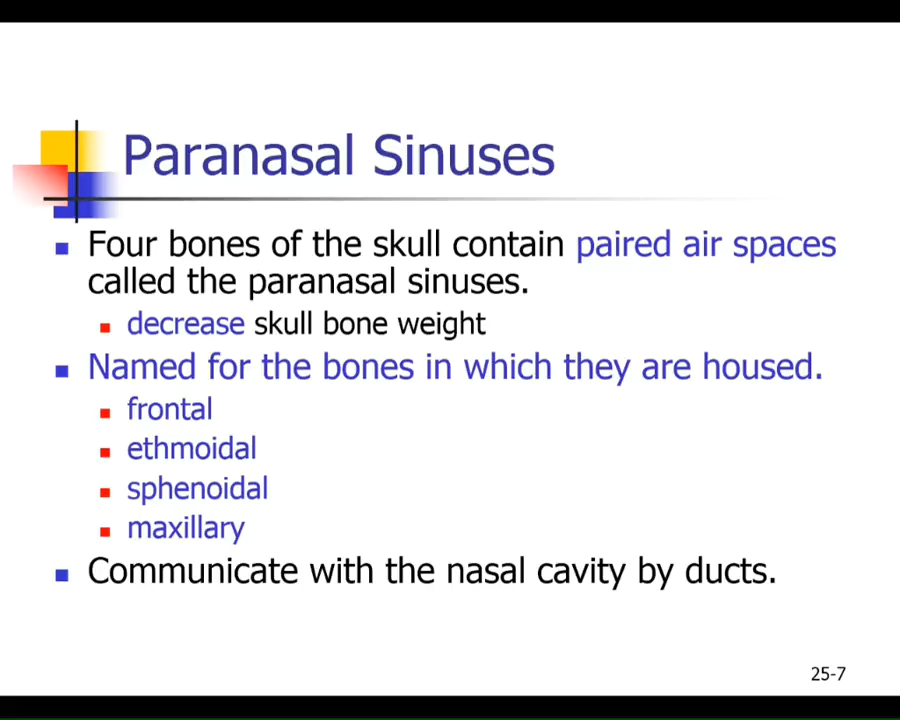 Paranasal Sinuses
Four bones of the skull contain paired air spaces
called the paranasal sinuses.
decrease skull bone weight
Named for the bones in which they are housed.
frontal
ethmoidal
sphenoidal
maxillary
Communicate with the nasal cavity by ducts.
25-7